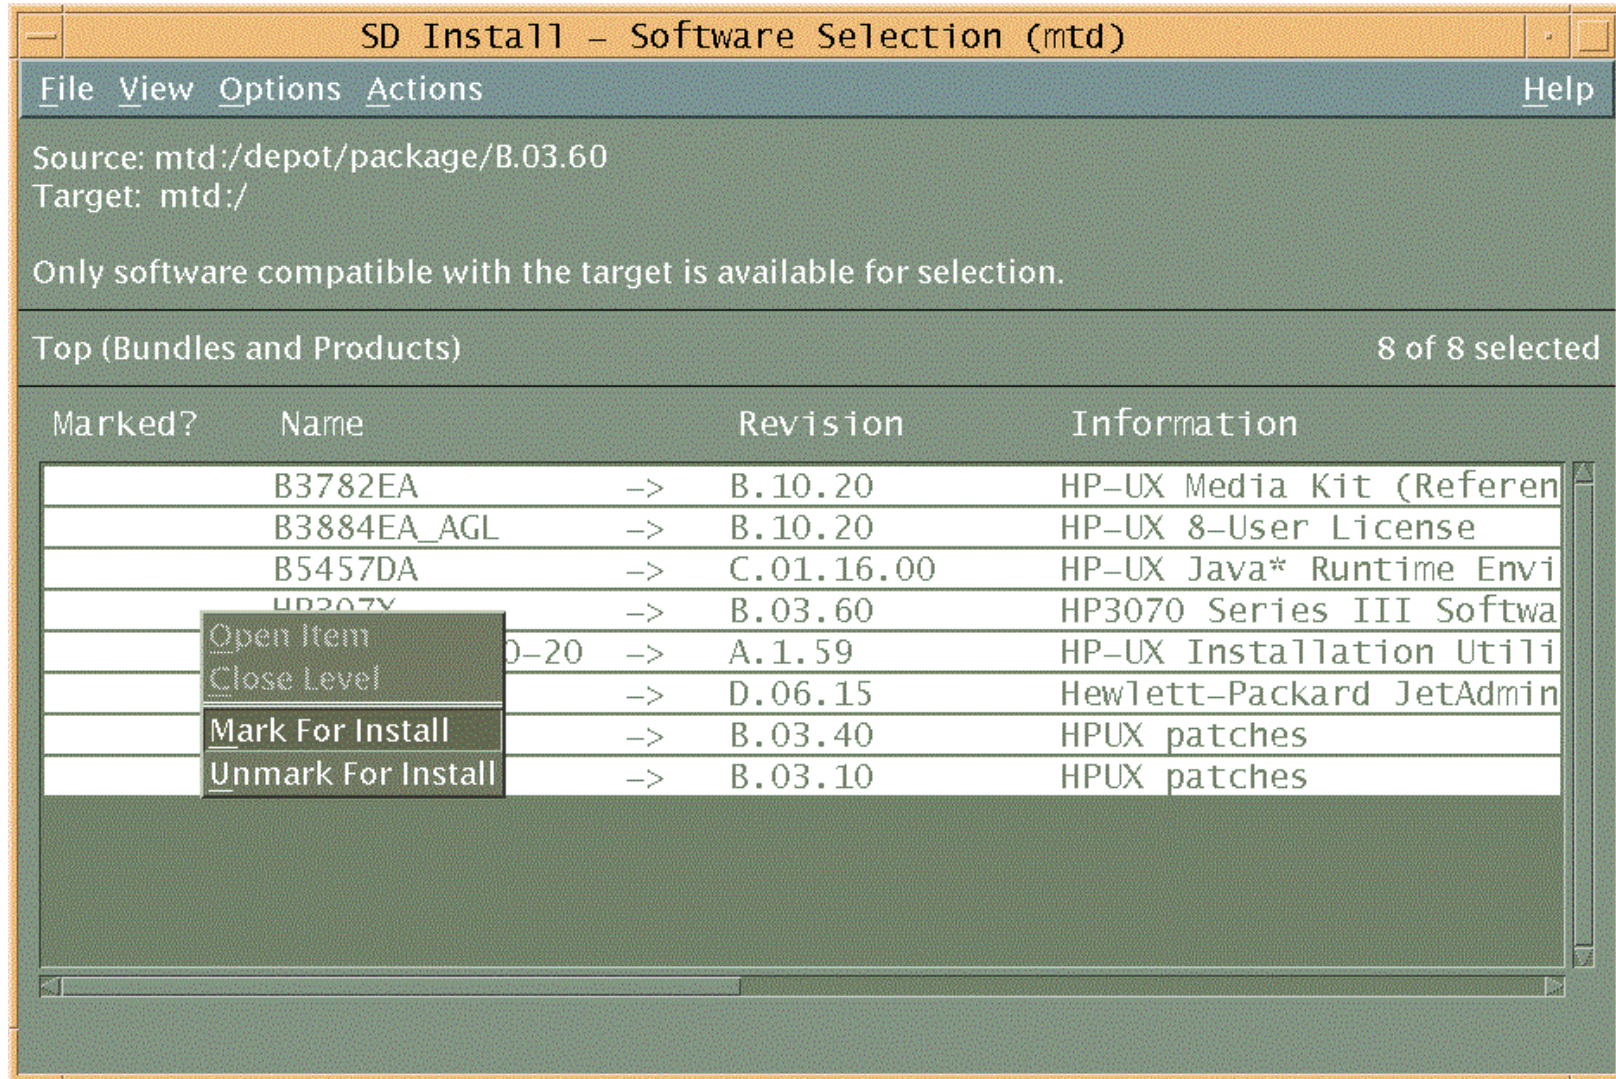 SD Install – Software Selection (mtd)
File View Options Actions Help
Source: mtd:/depot/package/B.03.60
Target: mtd:/
Only software compatible with the target is available for selection.
Top (Bundles and Products) 8 of 8 selected
Marked? Name Revision Information
B3782EA –> B.10.20 HP–UX Media Kit (Referen
B3884EA_AGL –> B.10.20 HP–UX 8–User License
B5457DA –> C.01.16.00 HP–UX Java* Runtime Envi
HP307X –> B.03.60 HP3070 Series III Softwa
0–20 –> A.1.59 HP–UX Installation Utili
–> D.06.15 Hewlett–Packard JetAdmin
–> B.03.40 HPUX patches
–> B.03.10 HPUX patches
Open Item
Close Level
Mark For Install
Unmark For Install